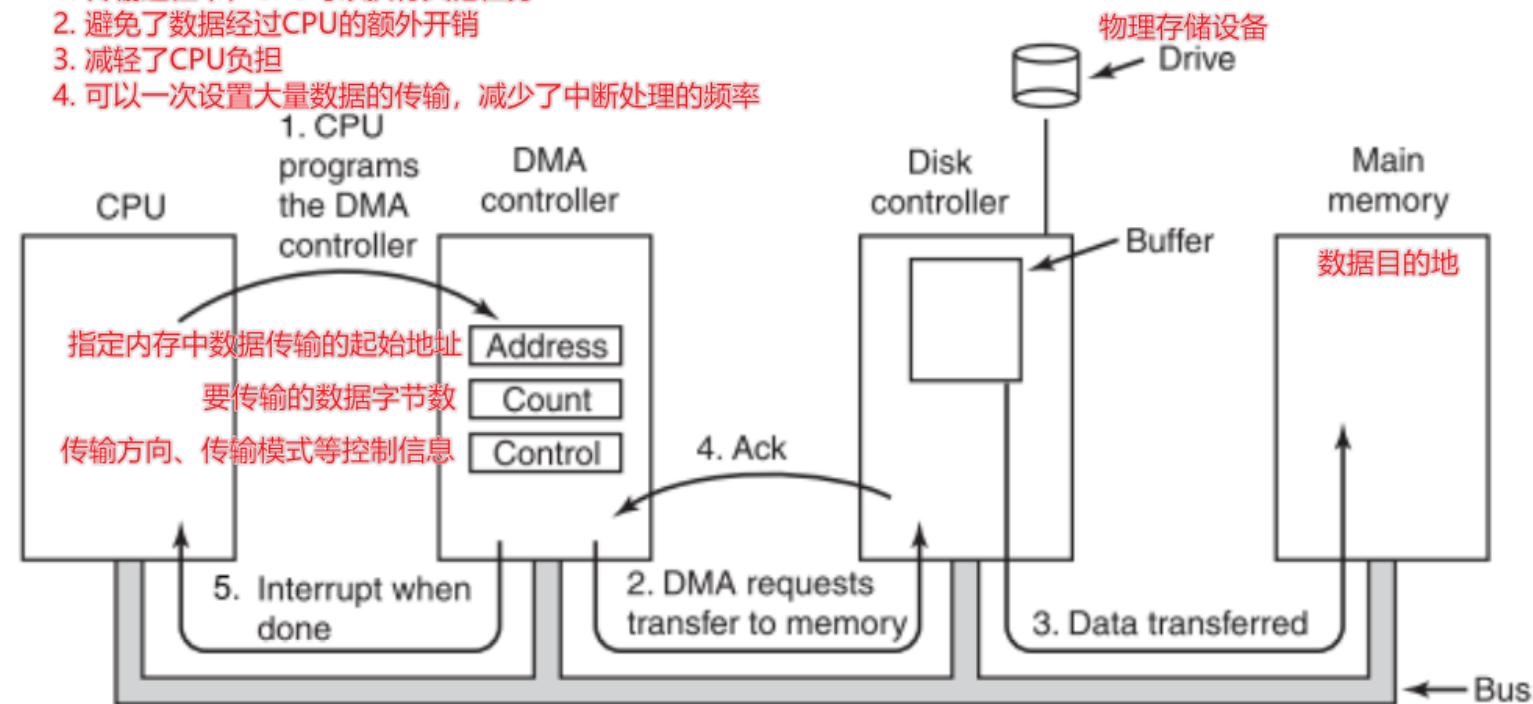 2. 避免了数据经过CPU的额外开销
3. 减轻了CPU负担
4. 可以一次设置大量数据的传输，减少了中断处理的频率
物理存储设备
Drive
1. CPU
programs
the DMA
controller
CPU
DMA
controller
Disk
controller
Main
memory
Buffer
数据目的地
指定内存中数据传输的起始地址
Address
要传输的数据字节数
Count
传输方向、传输模式等控制信息
Control
4. Ack
5. Interrupt when
done
2. DMA requests
transfer to memory
3. Data transferred
Bus